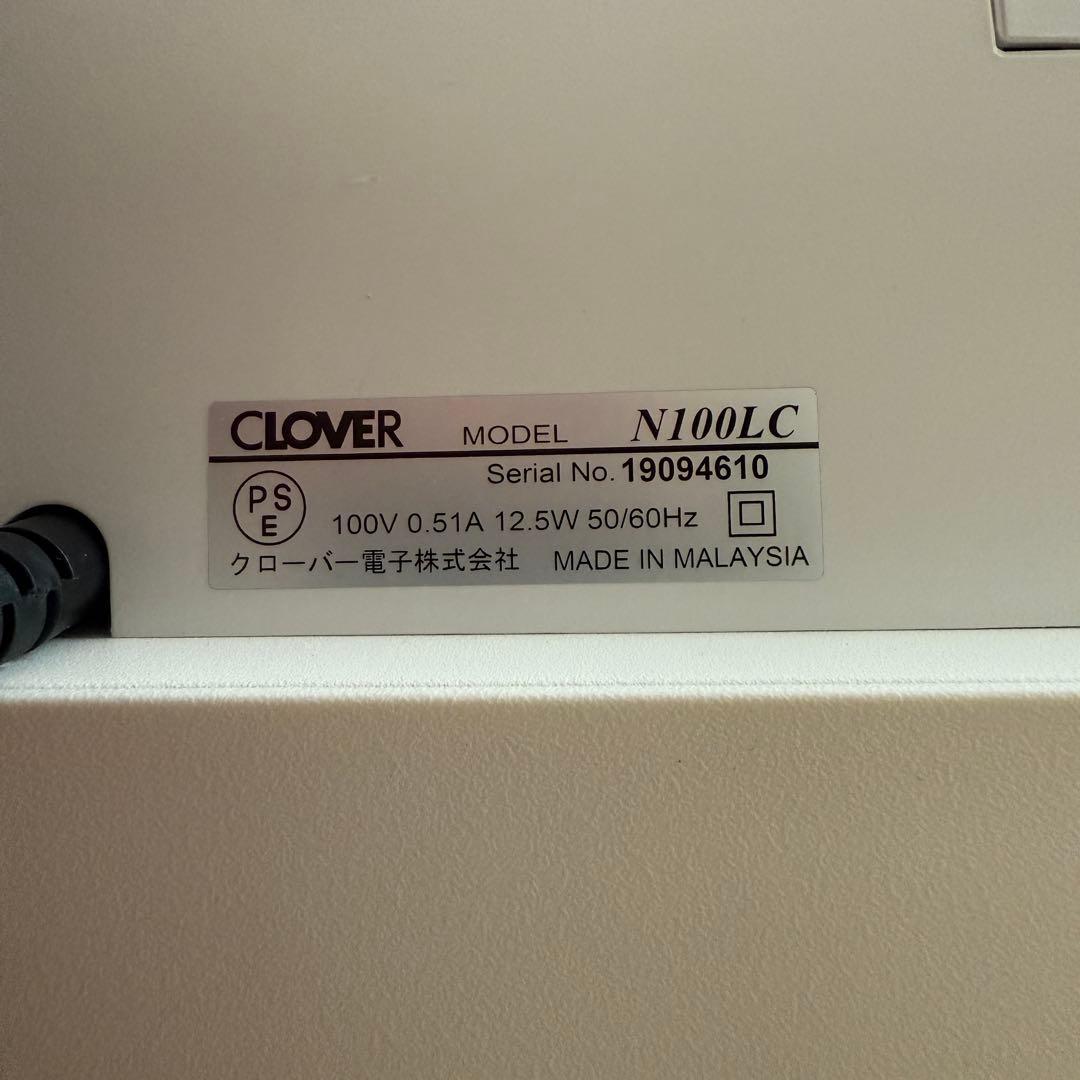 CLOVER MODEL N100LC
Serial No. 19094610
PSE
100V 0.51A 12.5W 50/60Hz
クローバー電子株式会社 MADE IN MALAYSIA